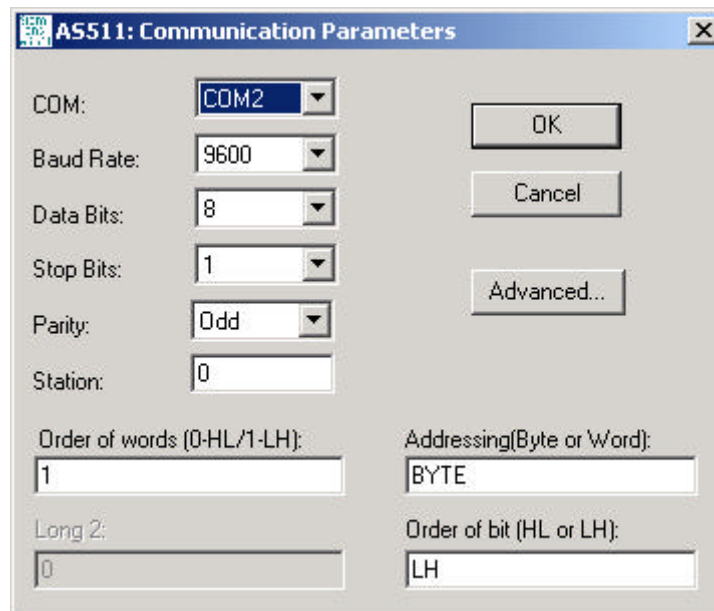 AS511: Communication Parameters
COM:
COM2
OK
Baud Rate:
9600
Data Bits:
8
Cancel
Stop Bits:
1
Advanced...
Parity:
Odd
Station:
0
Order of words (0-HL/1-LH):
1
Addressing(Byte or Word):
BYTE
Long 2:
0
Order of bit (HL or LH):
LH